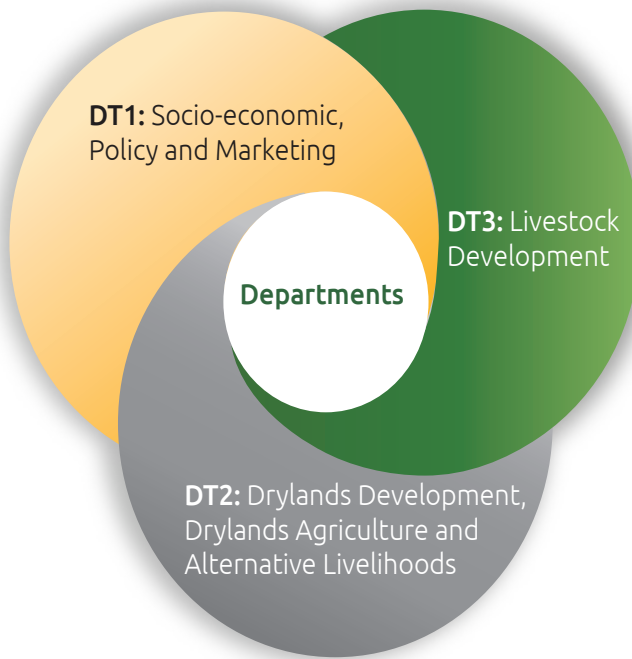 DT1: Socio-economic,
Policy and Marketing
DT3: Livestock
Development
Departments
DT2: Drylands Development,
Drylands Agriculture and
Alternative Livelihoods